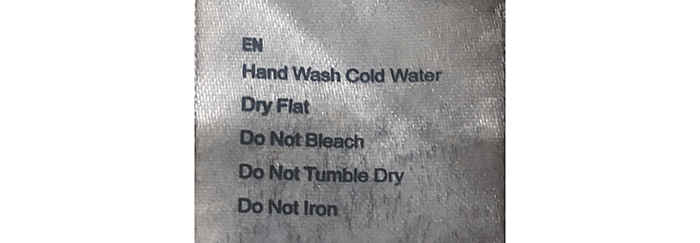 EN
Hand Wash Cold Water
Dry Flat
Do Not Bleach
Do Not Tumble Dry
Do Not Iron